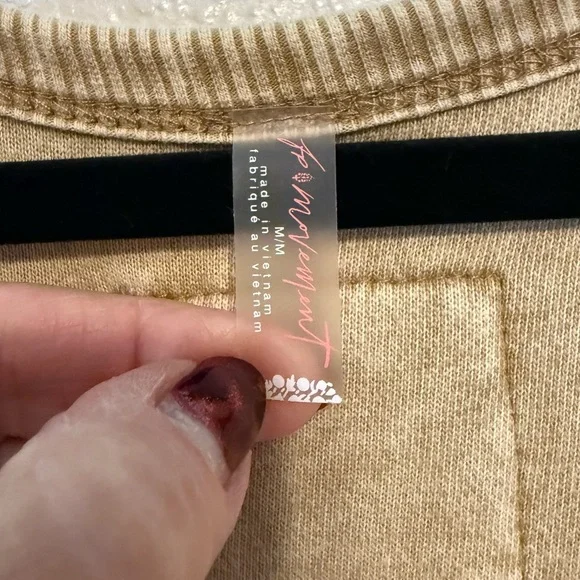 fp movement
M/M
made in vietnam
fabriqué au vietnam